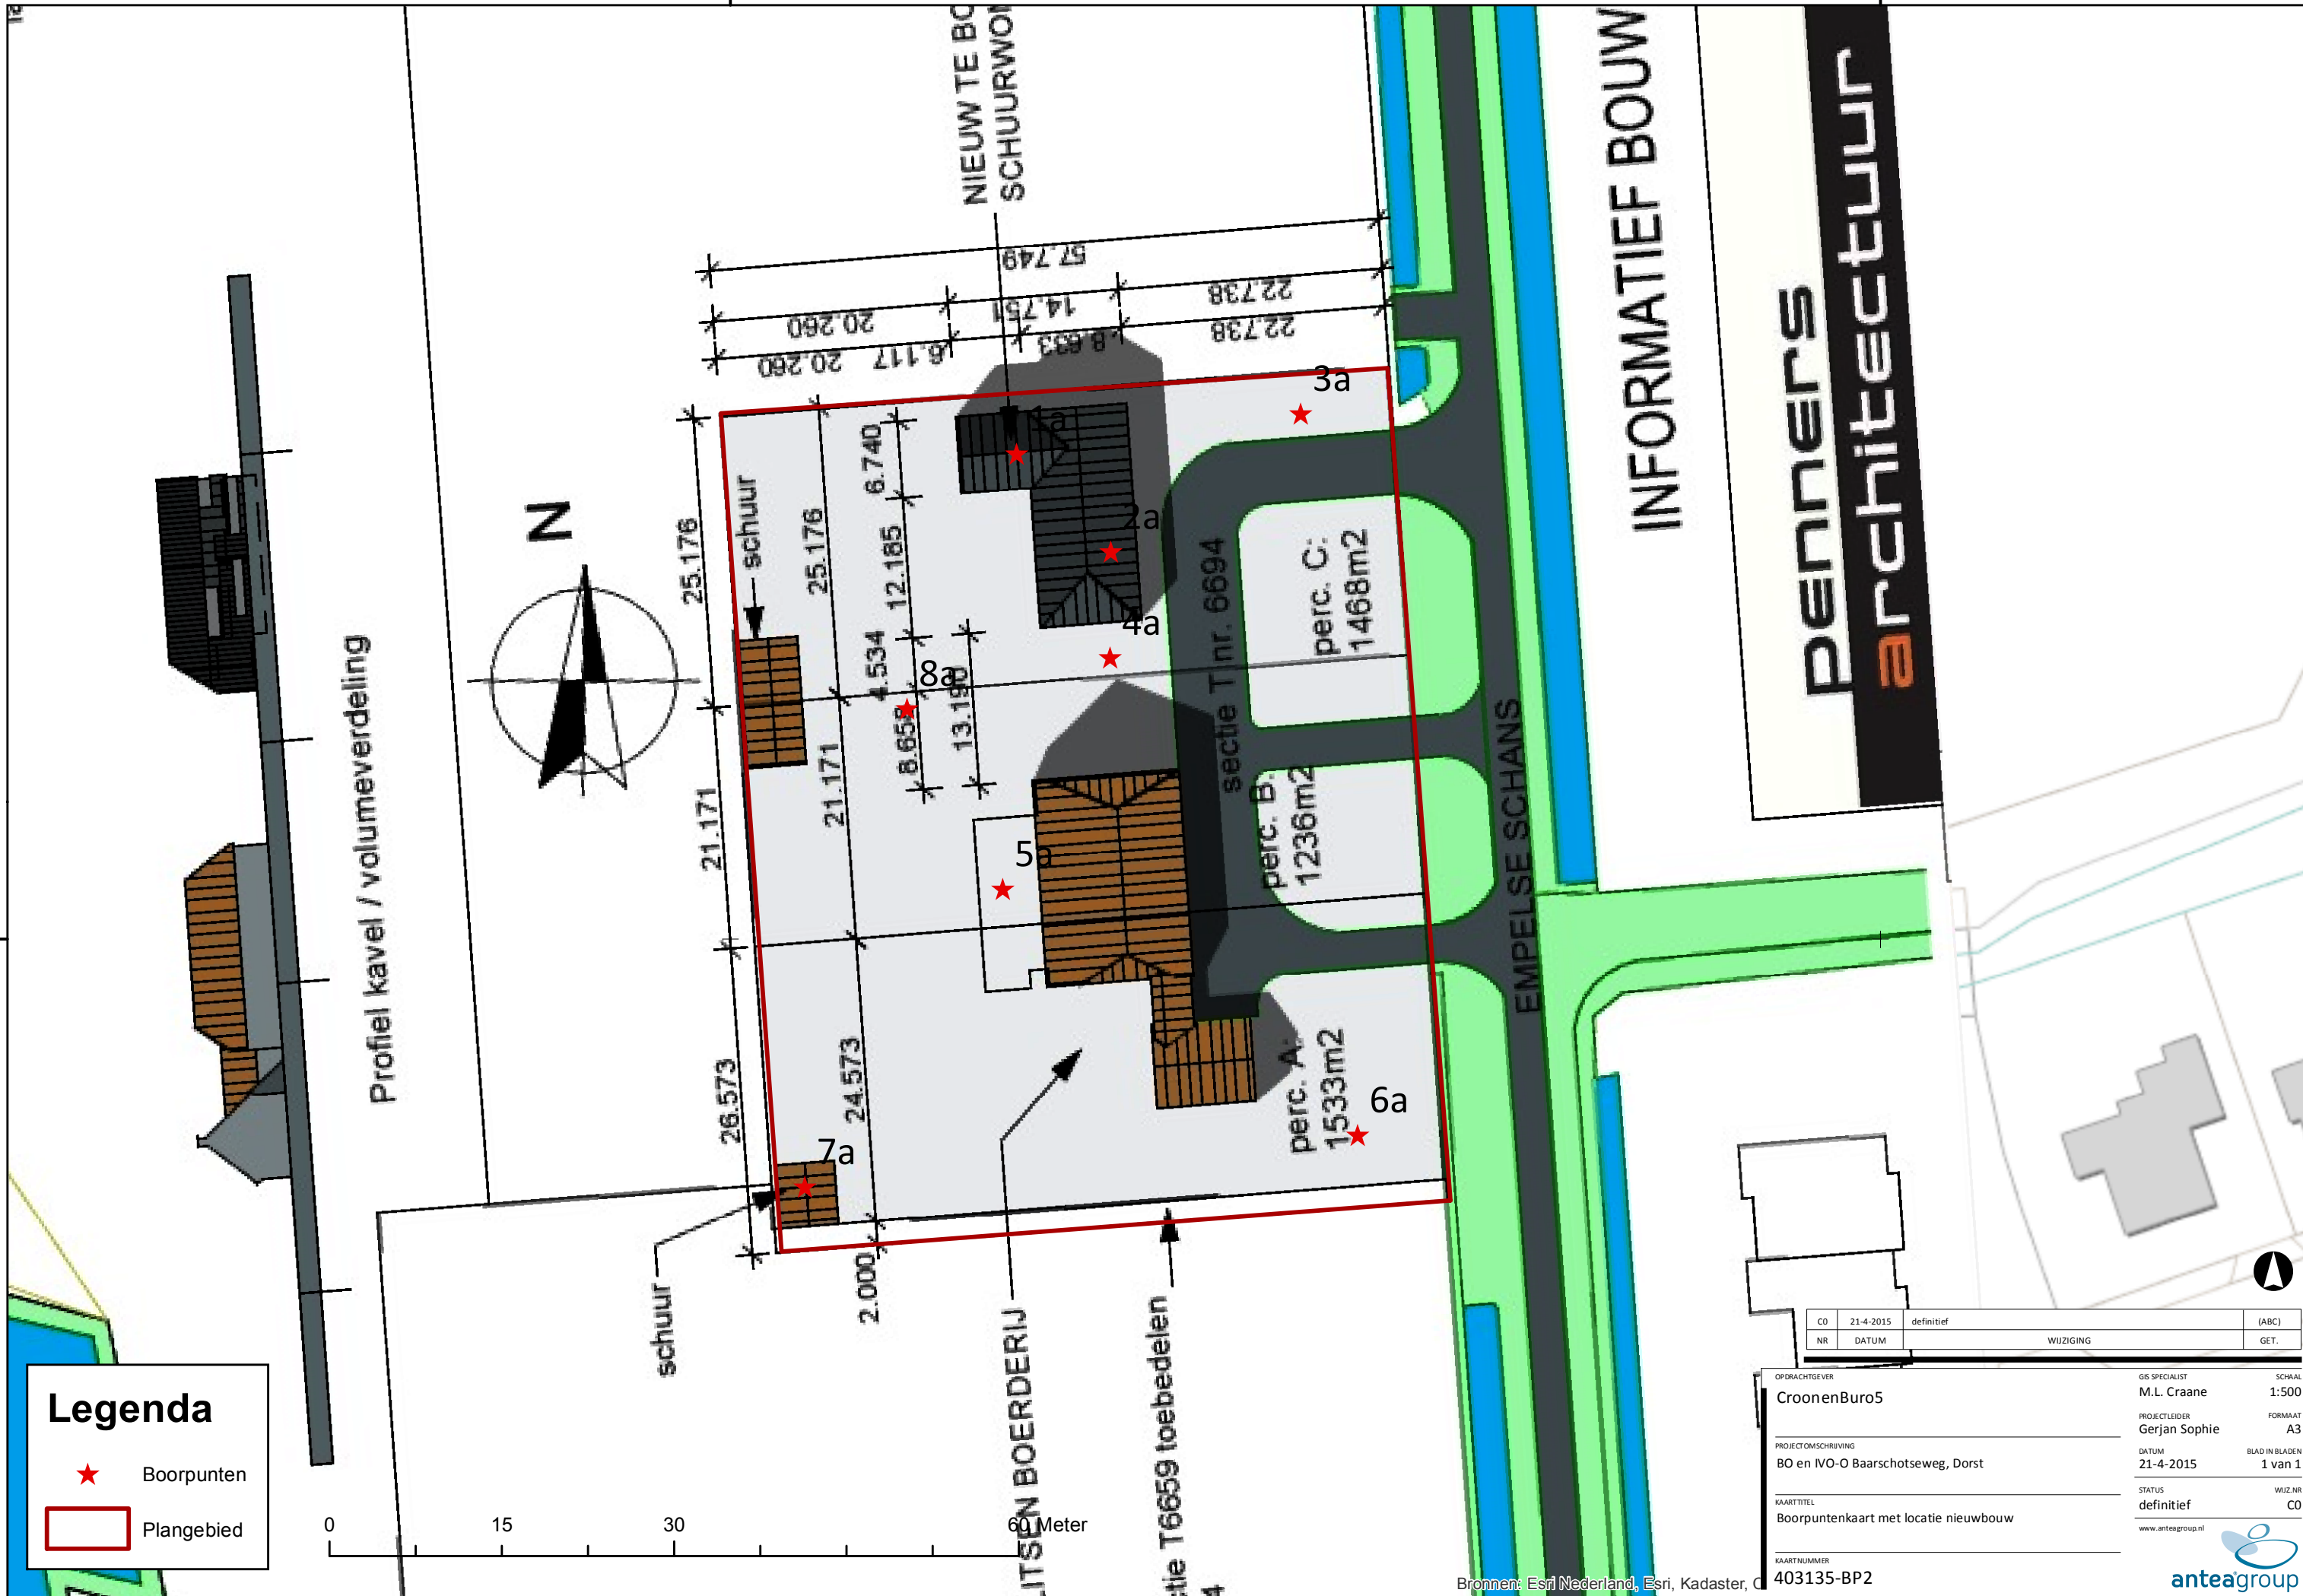 NIEUW TE BO
SCHUURWON
INFORMATIEF BOUW
penners
architectuur
57.749
20.260
14.751
22.738
20.260
6.117
8.633
22.738
1a
3a
2a
4a
8a
5a
6a
7a
6.740
12.185
4.534
8.658
13.190
25.176
25.176
21.171
21.171
26.573
24.573
2.000
schuur
schuur
N
Profiel kavel / volumeverdeling
sectie T nr. 6694
perc. C:
1468m2
perc. B:
1236m2
perc. A:
1533m2
EMPELSE SCHANS
ITSEN BOERDERIJ
ctie T6659 toebedelen
4
Legenda
Boorpunten
Plangebied
0 15 30 60 Meter
Bronnen: Esri Nederland, Esri, Kadaster, C
C0 21-4-2015 definitief (ABC)
NR DATUM WIJZIGING GET.
OPDRACHTGEVER
CroonenBuro5
PROJECTOMSCHRIJVING
BO en IVO-O Baarschotseweg, Dorst
KAARTTITEL
Boorpuntenkaart met locatie nieuwbouw
KAARTNUMMER
403135-BP2
GIS SPECIALIST SCHAAL
M.L. Craane 1:500
PROJECTLEIDER FORMAAT
Gerjan Sophie A3
DATUM BLAD IN BLADEN
21-4-2015 1 van 1
STATUS WIJZ.NR
definitief C0
www.anteagroup.nl
anteagroup